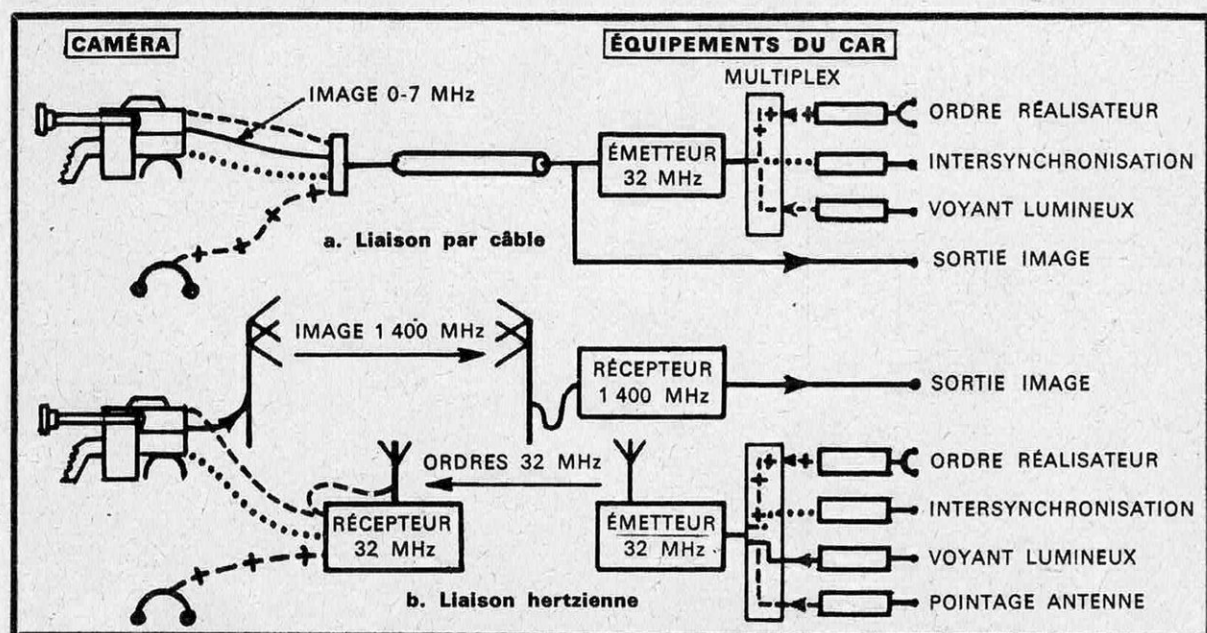 CAMÉRA
ÉQUIPEMENTS DU CAR
MULTIPLEX
IMAGE 0-7 MHz
ORDRE RÉALISATEUR
ÉMETTEUR
32 MHz
INTERSYNCHRONISATION
VOYANT LUMINEUX
a. Liaison par câble
SORTIE IMAGE
IMAGE 1 400 MHz
RÉCEPTEUR
1 400 MHz
SORTIE IMAGE
ORDRES 32 MHz
ORDRE RÉALISATEUR
RÉCEPTEUR
32 MHz
ÉMETTEUR
32 MHz
INTERSYNCHRONISATION
VOYANT LUMINEUX
b. Liaison hertzienne
POINTAGE ANTENNE